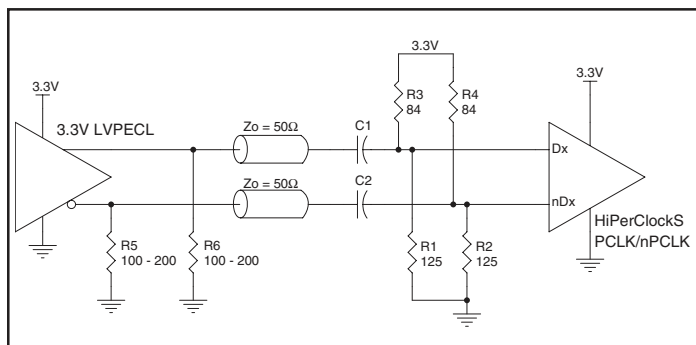 3.3V
3.3V
3.3V
R3
84
R4
84
3.3V LVPECL
Zo = 50Ω
C1
Dx
Zo = 50Ω
C2
nDx
HiPerClockS
PCLK/nPCLK
R5
100 - 200
R6
100 - 200
R1
125
R2
125